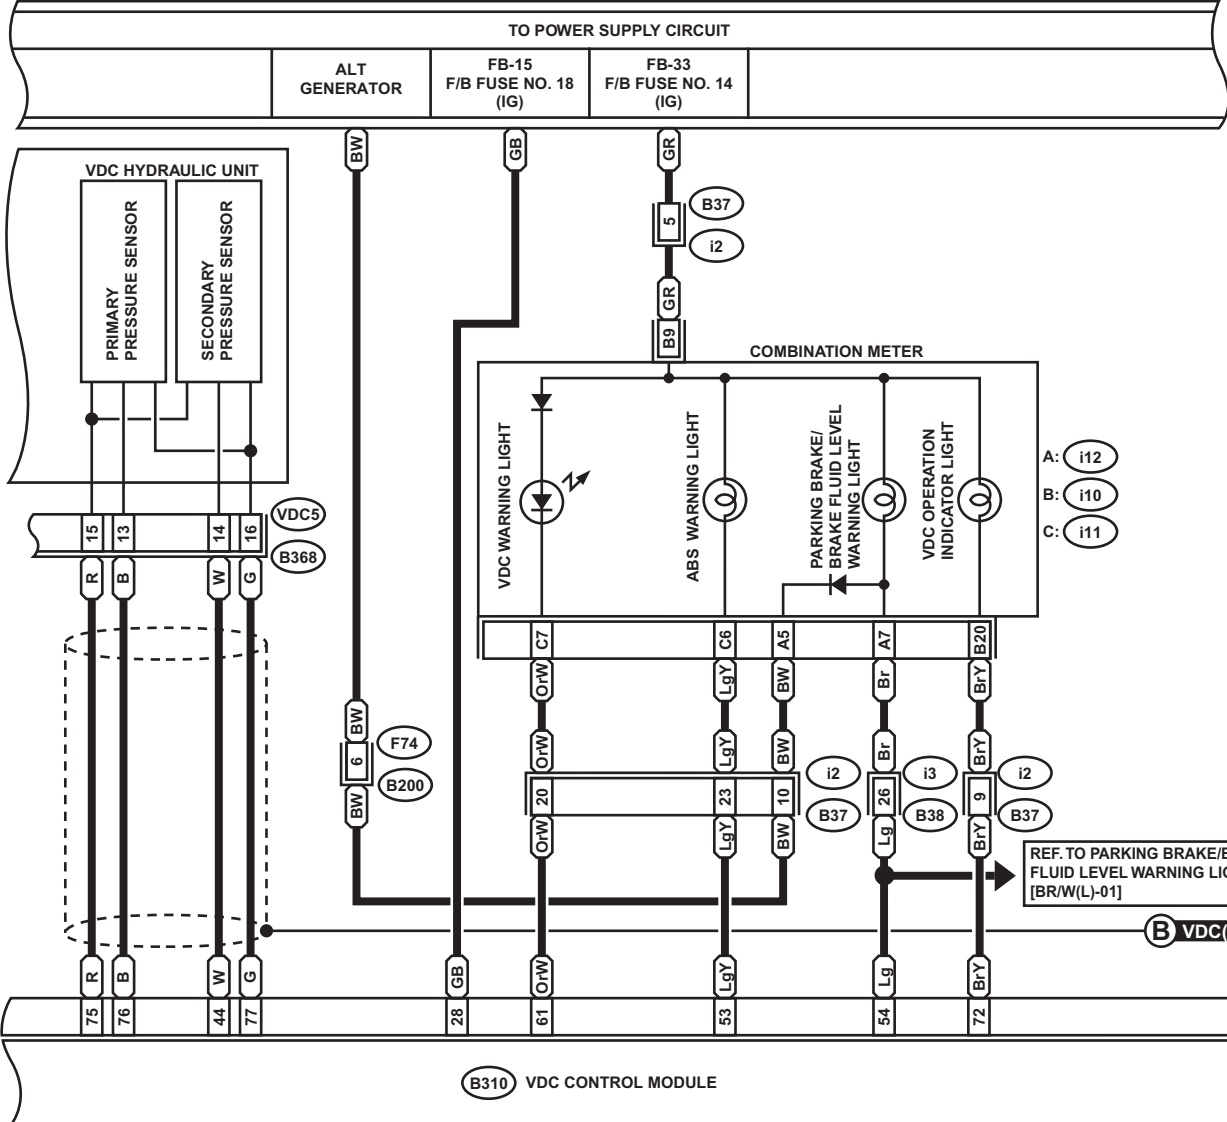 TO POWER SUPPLY CIRCUIT
ALT
GENERATOR
FB-15
F/B FUSE NO. 18
(IG)
FB-33
F/B FUSE NO. 14
(IG)
BW
GB
GR
VDC HYDRAULIC UNIT
PRIMARY
PRESSURE SENSOR
SECONDARY
PRESSURE SENSOR
5
B37
i2
GR
B9
COMBINATION METER
VDC WARNING LIGHT
ABS WARNING LIGHT
PARKING BRAKE/
BRAKE FLUID LEVEL
WARNING LIGHT
VDC OPERATION
INDICATOR LIGHT
A: i12
B: i10
C: i11
15 13 14 16
VDC5
B368
R B W G
C7 C6 A5 A7 B20
OrW LgY BW Br BrY
BW
6
F74
B200
BW
OrW LgY BW Br BrY
20 23 10 26 9
i2
B37
i3
B38
i2
B37
OrW LgY BW Lg BrY
REF. TO PARKING BRAKE/B
FLUID LEVEL WARNING LIG
[BR/W(L)-01]
B VDC(
R B W G GB OrW LgY Lg BrY
75 76 44 77 28 61 53 54 72
B310 VDC CONTROL MODULE